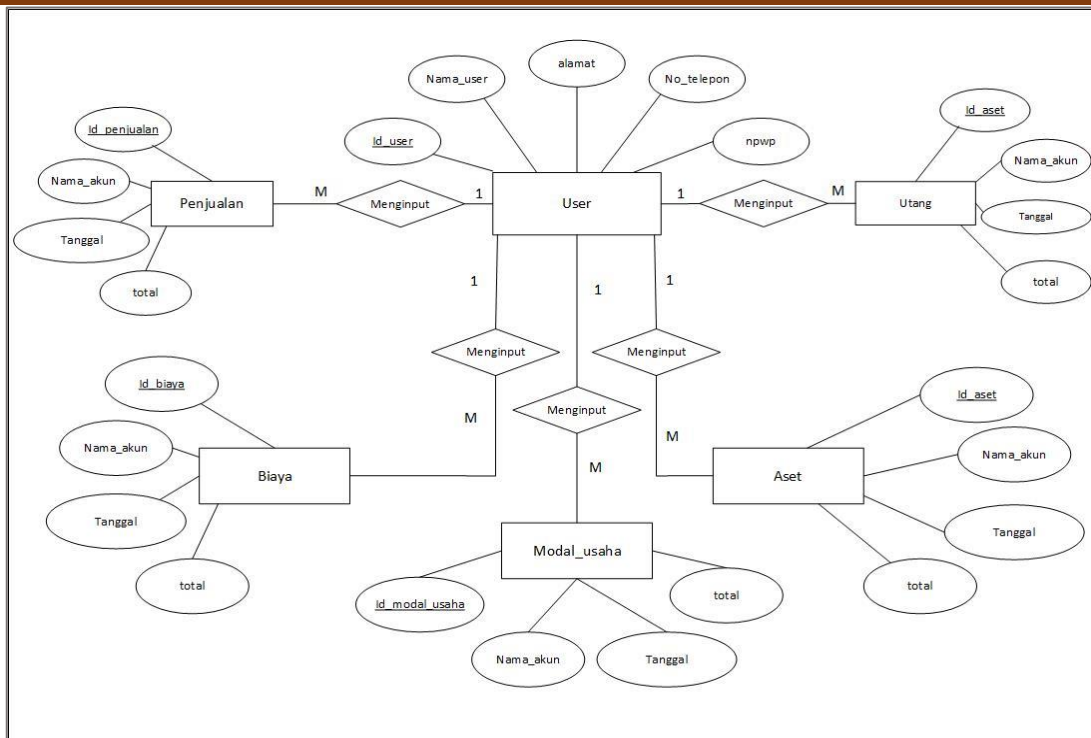 alamat
Nama_user
No_telepon
Id_aset
Id_penjualan
Id_user
npwp
Nama_akun
Nama_akun
M
1
1
M
Penjualan
Menginput
User
Menginput
Utang
Tanggal
Tanggal
total
total
1
1
1
Menginput
Menginput
Id_biaya
Id_aset
Menginput
M
M
Nama_akun
Nama_akun
M
Biaya
Aset
Tanggal
Tanggal
Modal_usaha
total
total
total
Id_modal_usaha
Nama_akun
Tanggal